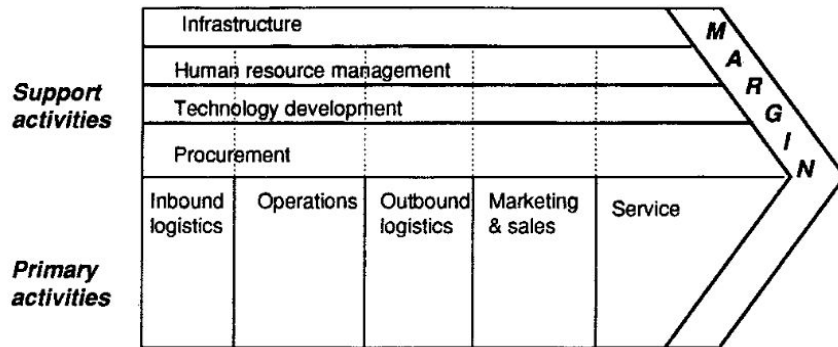 Infrastructure
Human resource management
Technology development
Procurement
Support
activities
MARGIN
Inbound
logistics
Operations
Outbound
logistics
Marketing
& sales
Service
Primary
activities